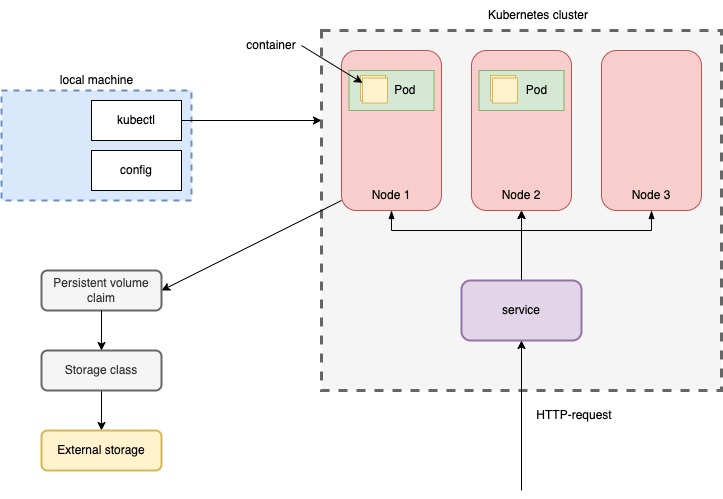 Kubernetes cluster
container
local machine
Pod
Pod
kubectl
config
Node 1
Node 2
Node 3
Persistent volume
claim
service
Storage class
HTTP-request
External storage